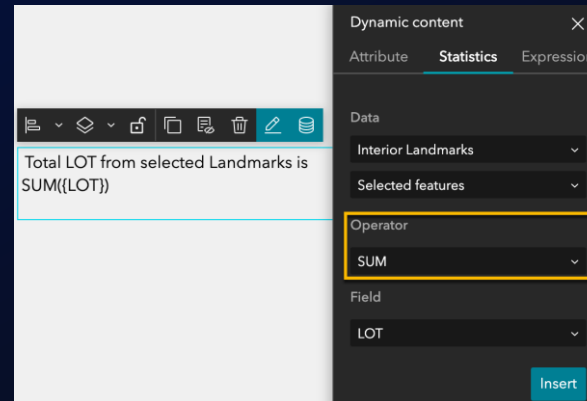 Dynamic content
Attribute Statistics Expression
Total LOT from selected Landmarks is
SUM({LOT})
Data
Interior Landmarks
Selected features
Operator
SUM
Field
LOT
Insert